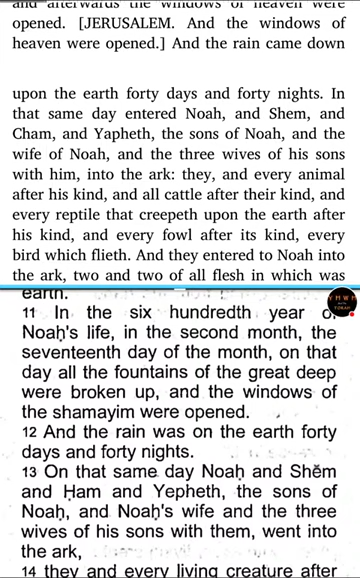 and afterwards the windows of heaven were
opened. [JERUSALEM. And the windows of
heaven were opened.] And the rain came down
upon the earth forty days and forty nights. In
that same day entered Noah, and Shem, and
Cham, and Yapheth, the sons of Noah, and the
wife of Noah, and the three wives of his sons
with him, into the ark: they, and every animal
after his kind, and all cattle after their kind, and
every reptile that creepeth upon the earth after
his kind, and every fowl after its kind, every
bird which flieth. And they entered to Noah into
the ark, two and two of all flesh in which was
earth.
11 In the six hundredth year of
Noaḥ's life, in the second month, the
seventeenth day of the month, on that
day all the fountains of the great deep
were broken up, and the windows of
the shamayim were opened.
12 And the rain was on the earth forty
days and forty nights.
13 On that same day Noaḥ and Shĕm
and Ḥam and Yepheth, the sons of
Noaḥ, and Noaḥ's wife and the three
wives of his sons with them, went into
the ark,
14 they and every living creature after